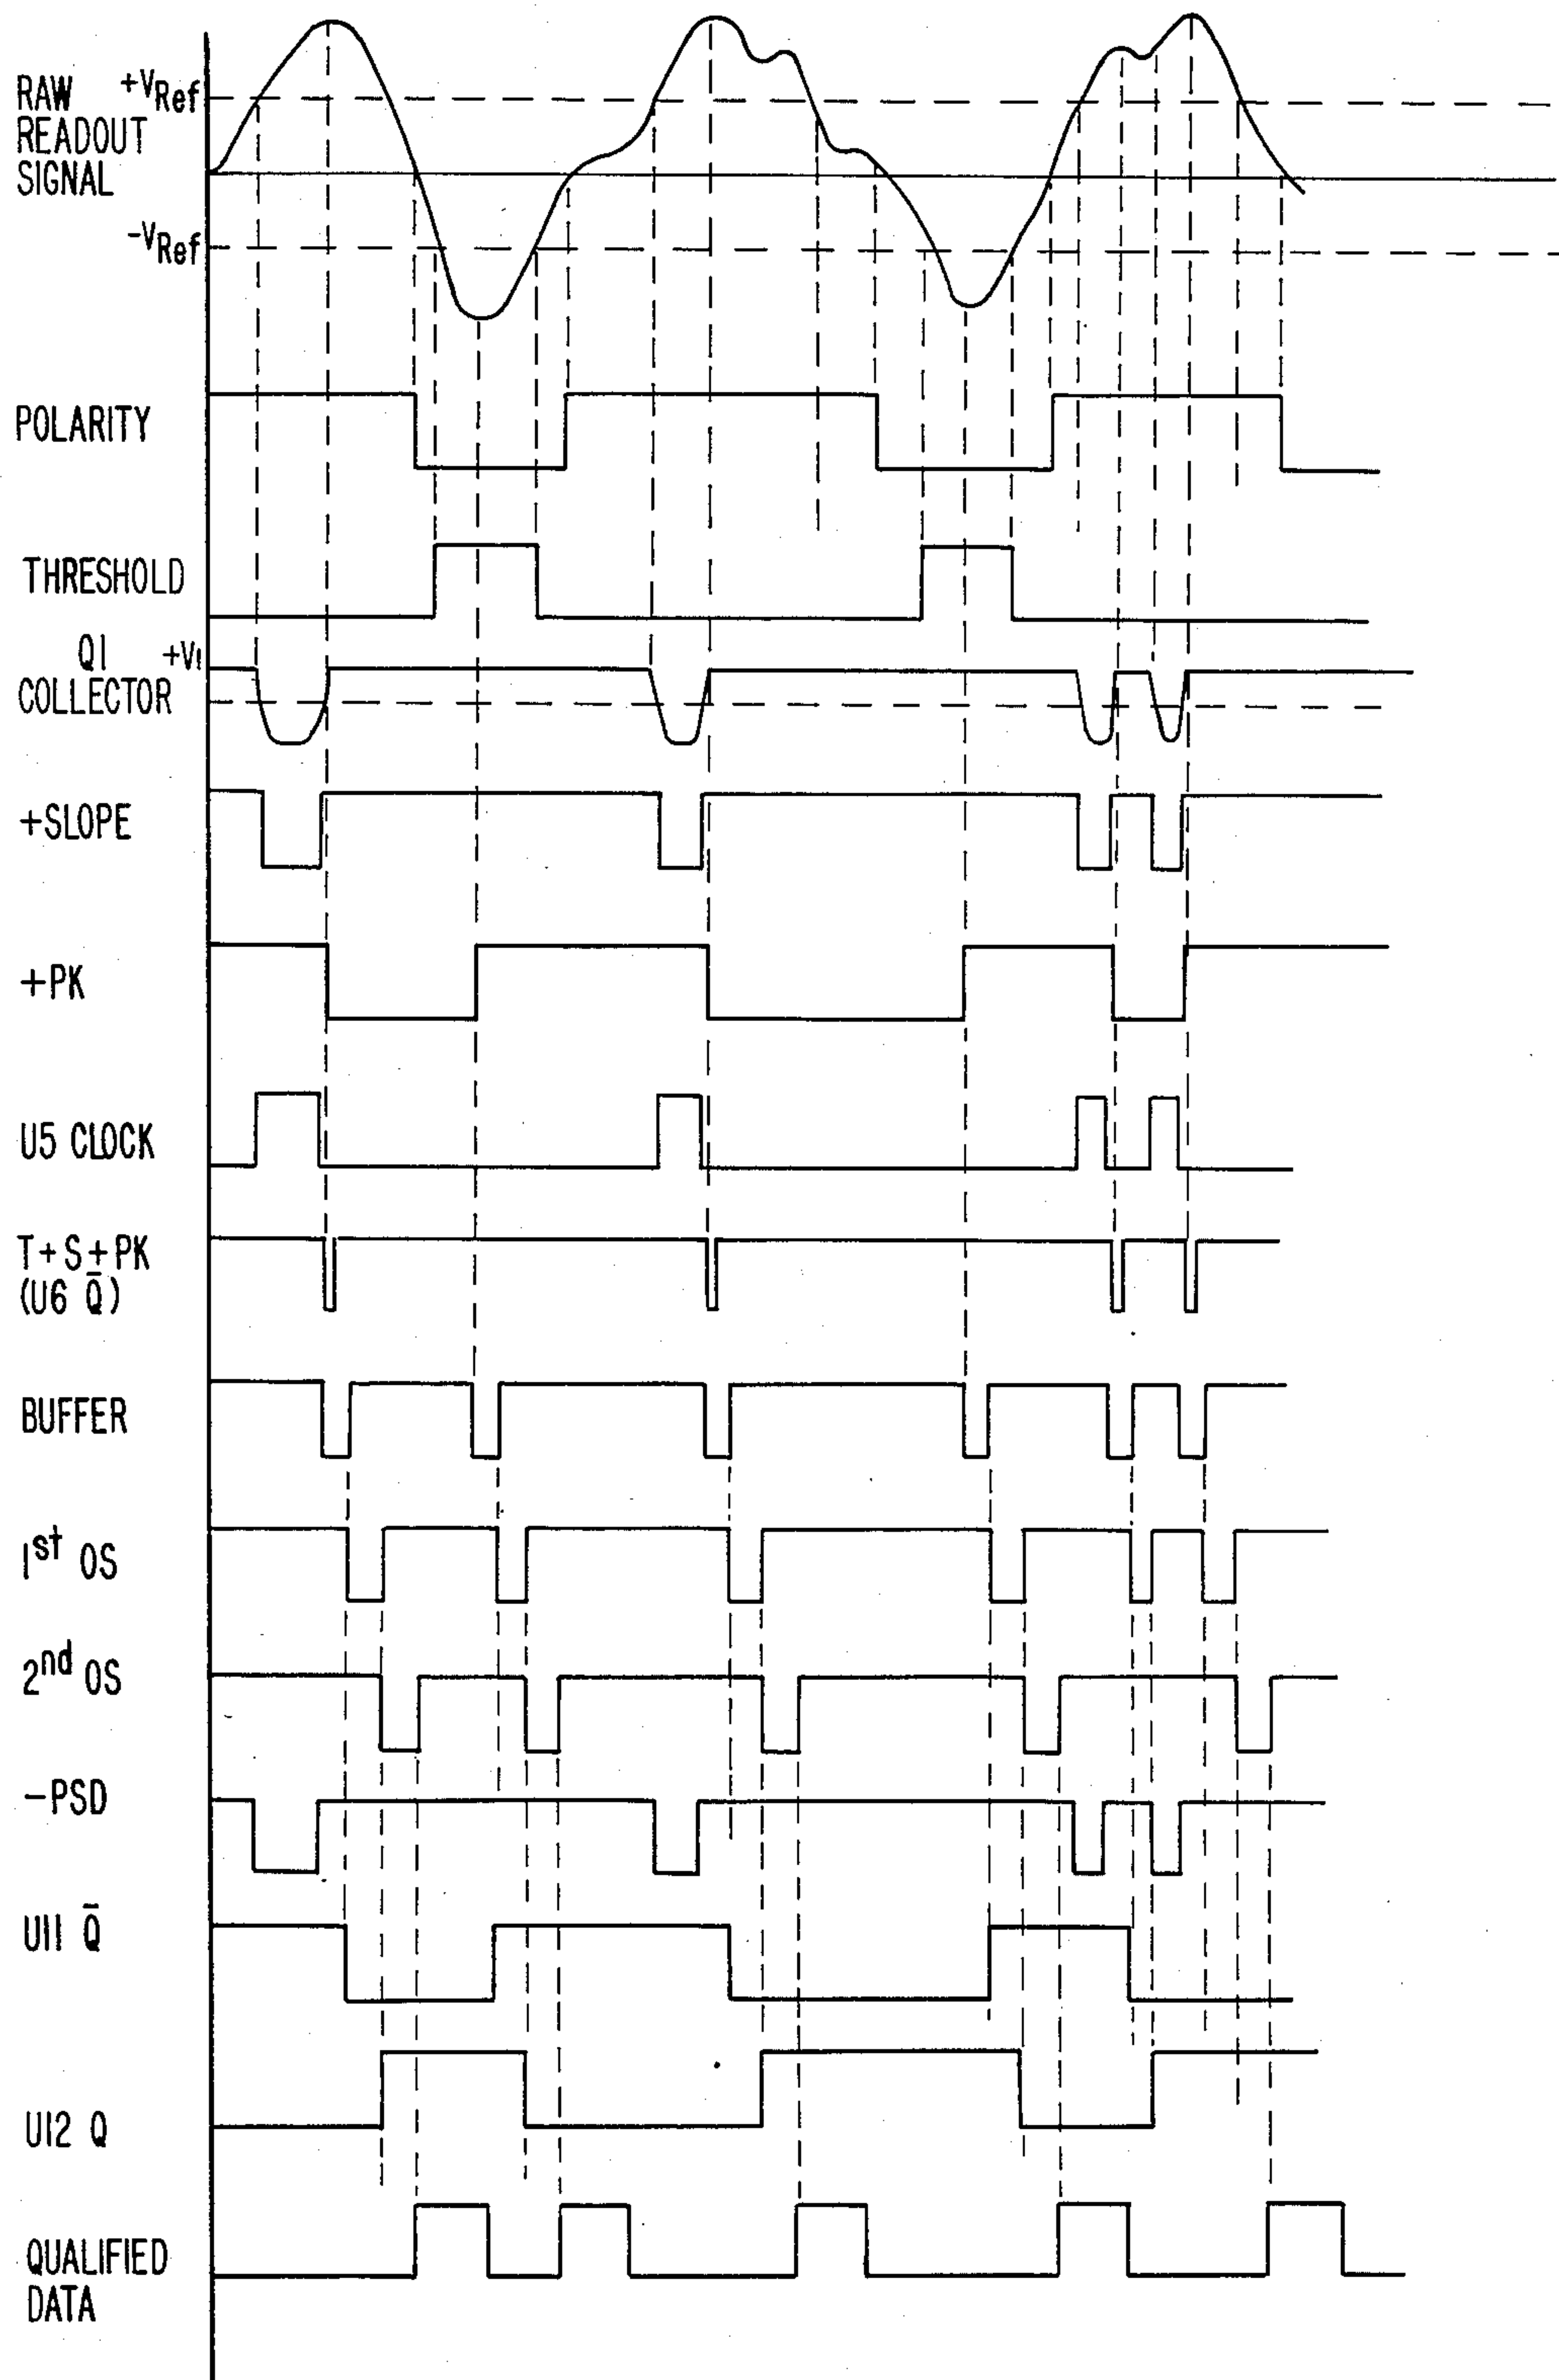 RAW +VRef
READOUT
SIGNAL
-VRef
POLARITY
THRESHOLD
Q1 +V1
COLLECTOR
+SLOPE
+PK
U5 CLOCK
T+S+PK
(U6 Q̄)
BUFFER
1st OS
2nd OS
-PSD
U11 Q̄
U12 Q
QUALIFIED
DATA